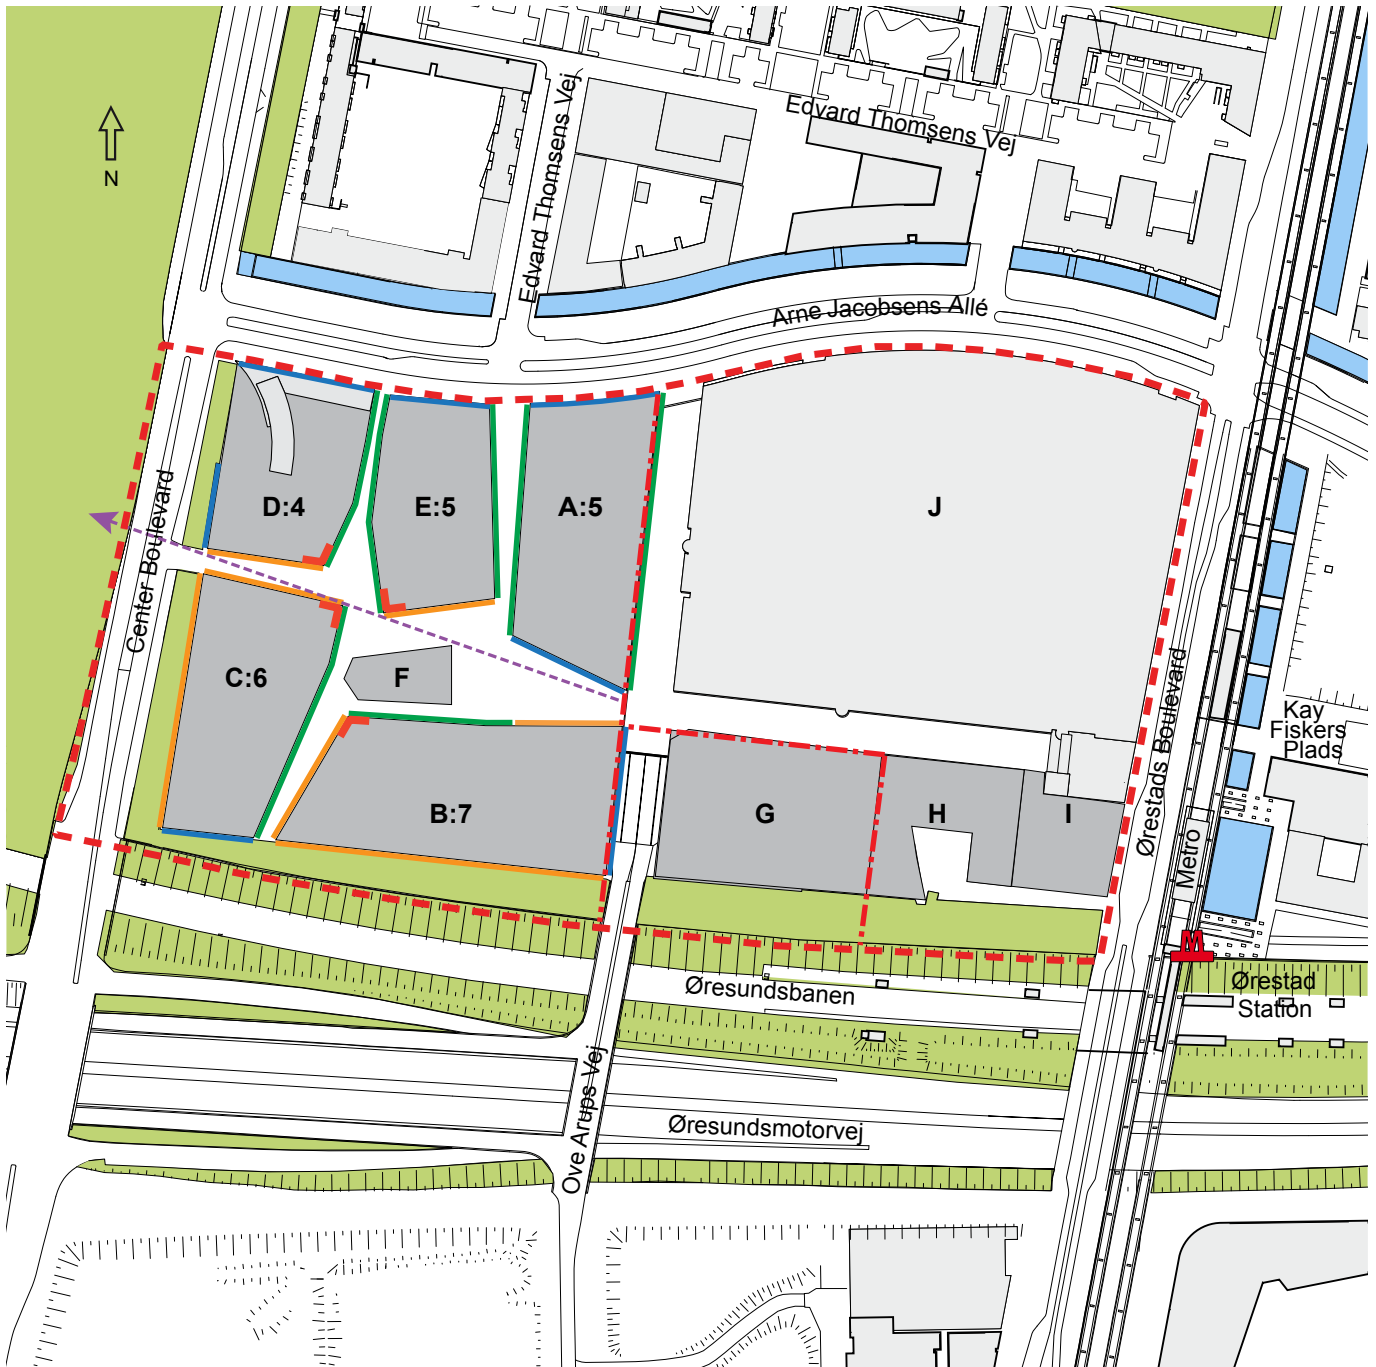 Edvard Thomsens Vej
Edvard Thomsens Vej
N
Arne Jacobsens Allé
Center Boulevard
D:4
E:5
A:5
J
C:6
F
B:7
G
H
I
Ørestads Boulevard
Kay
Fiskers
Plads
Metro
M
Øresundsbanen
Ørestad
Station
Ove Arups Vej
Øresundsmotorvej